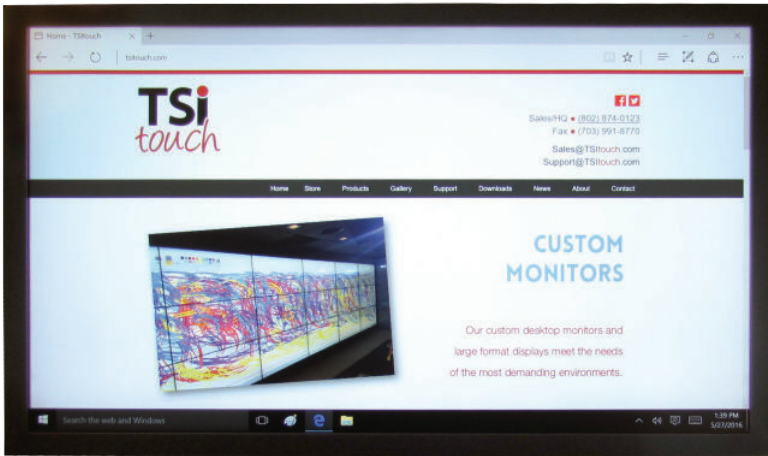 Home - TSItouch
tsitouch.com
TSi
touch
Sales/HQ • (802) 874-0123
Fax • (703) 991-8770
Sales@TSItouch.com
Support@TSItouch.com
Home Store Products Gallery Support Downloads News About Contact
CUSTOM
MONITORS
Our custom desktop monitors and
large format displays meet the needs
of the most demanding environments.
Search the web and Windows
1:39 PM
5/27/2016